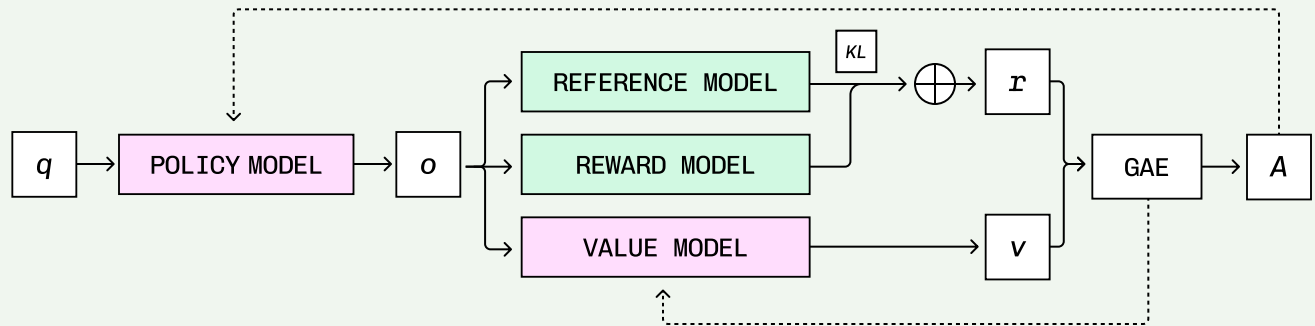 KL
REFERENCE MODEL
r
q
POLICY MODEL
o
REWARD MODEL
GAE
A
VALUE MODEL
v